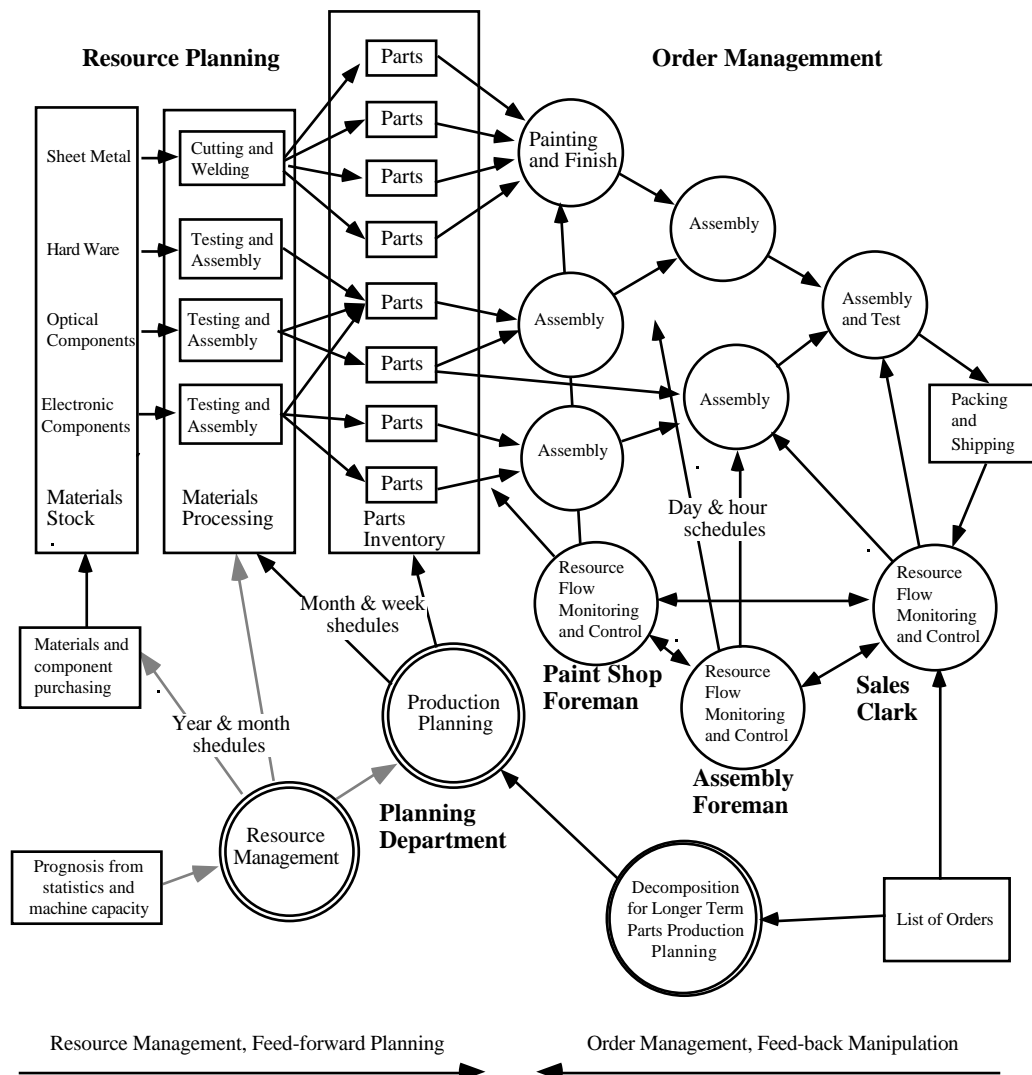 Resource Planning
Order Managemment
Sheet Metal
Hard Ware
Optical
Components
Electronic
Components
Materials
Stock
Cutting and
Welding
Testing and
Assembly
Testing and
Assembly
Testing and
Assembly
Materials
Processing
Parts
Parts
Parts
Parts
Parts
Parts
Parts
Parts
Parts
Inventory
Painting
and Finish
Assembly
Assembly
Assembly
Assembly
Assembly
and Test
Packing
and
Shipping
Day & hour
schedules
Resource
Flow
Monitoring
and Control
Paint Shop
Foreman
Resource
Flow
Monitoring
and Control
Assembly
Foreman
Resource
Flow
Monitoring
and Control
Sales
Clark
Month & week
shedules
Materials and
component
purchasing
Year & month
shedules
Production
Planning
Planning
Department
Resource
Management
Prognosis from
statistics and
machine capacity
Decomposition
for Longer Term
Parts Production
Planning
List of Orders
Resource Management, Feed-forward Planning
Order Management, Feed-back Manipulation